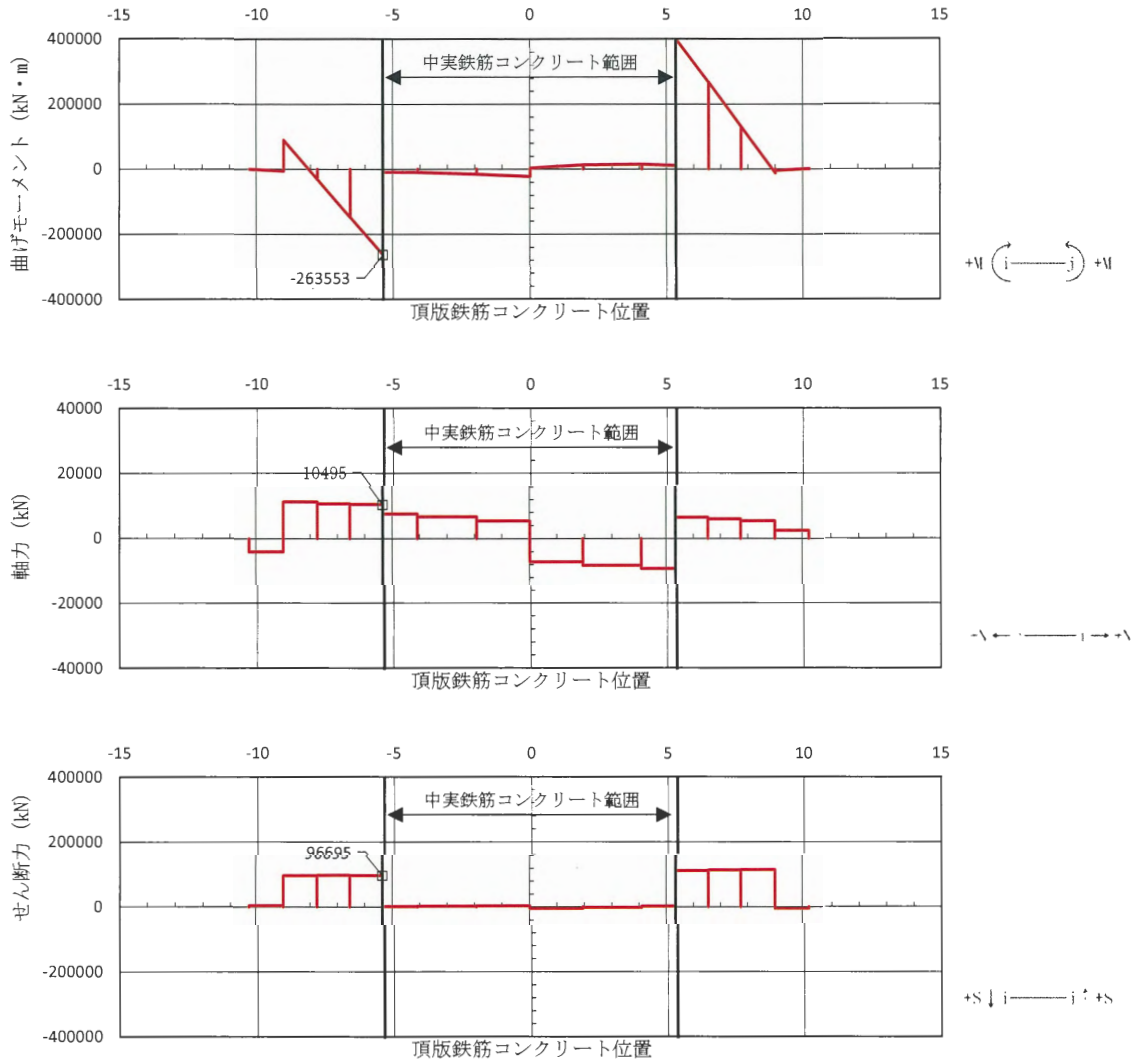 -15 -10 -5 0 5 10 15
400000
200000
0
-200000
-400000
曲げモーメント (kN・m)
中実鉄筋コンクリート範囲
-263553
頂版鉄筋コンクリート位置
+M i j +M
-15 -10 -5 0 5 10 15
40000
20000
0
-20000
-40000
軸力 (kN)
中実鉄筋コンクリート範囲
10495
頂版鉄筋コンクリート位置
-15 -10 -5 0 5 10 15
400000
200000
0
-200000
-400000
せん断力 (kN)
中実鉄筋コンクリート範囲
96695
頂版鉄筋コンクリート位置
+S i +S